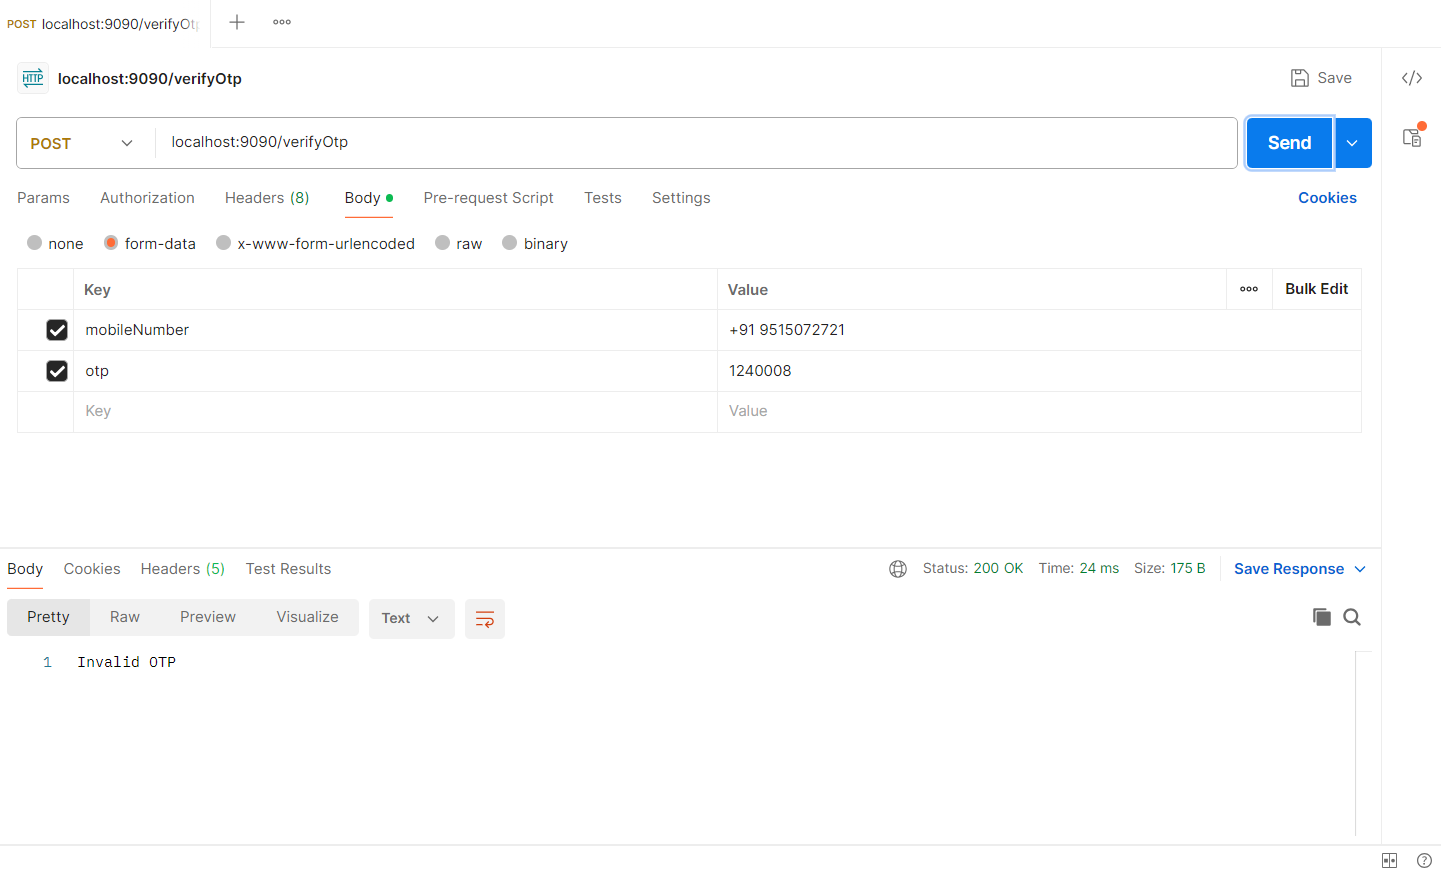 POST localhost:9090/verifyOtp
HTTP localhost:9090/verifyOtp
Save
POST localhost:9090/verifyOtp
Send
Params Authorization Headers (8) Body Pre-request Script Tests Settings Cookies
none form-data x-www-form-urlencoded raw binary
Key Value Bulk Edit
mobileNumber +91 9515072721
otp 1240008
Key Value
Body Cookies Headers (5) Test Results Status: 200 OK Time: 24 ms Size: 175 B Save Response
Pretty Raw Preview Visualize Text
1 Invalid OTP